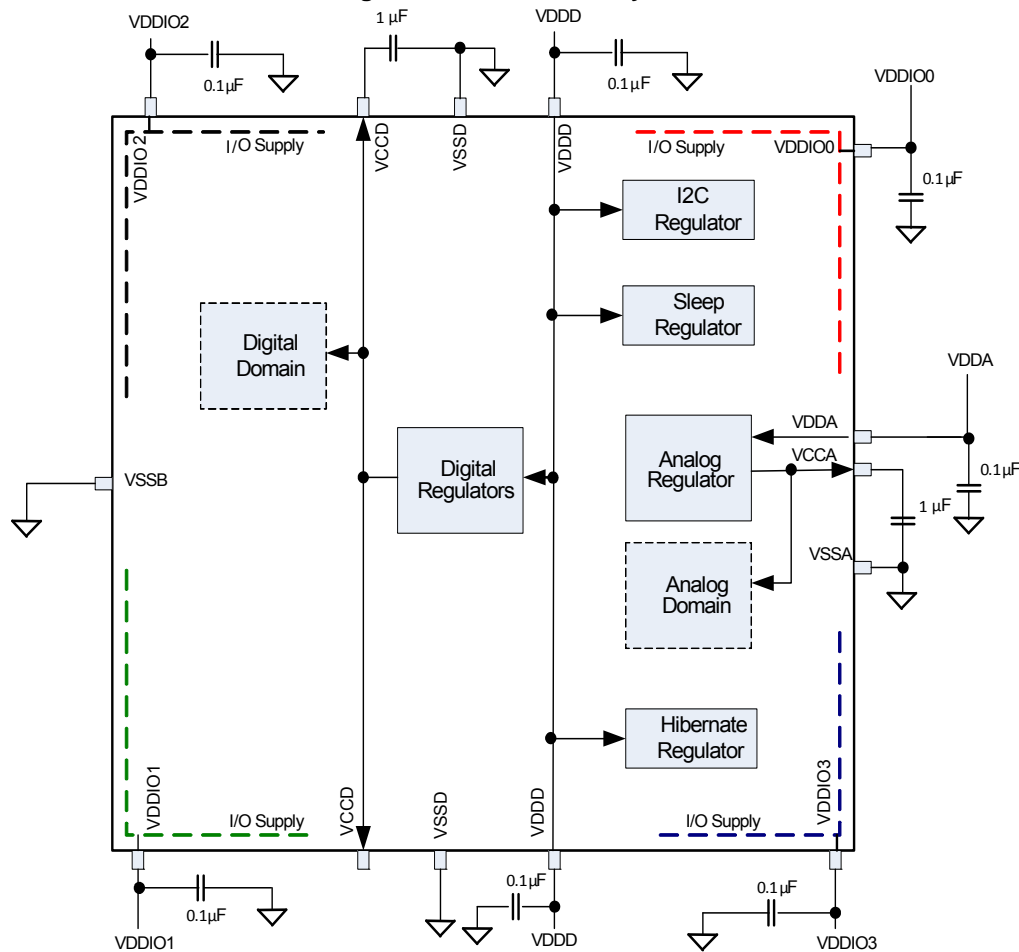 VDDIO2
1 µF
VDDD
0.1µF
0.1µF
VDDIO0
0.1µF
VDDIO2
I/O Supply
VCCD
VSSD
VDDD
I/O Supply
VDDIO0
I2C
Regulator
Sleep
Regulator
Digital
Domain
VDDA
VDDA
VCCA
Analog
Regulator
Digital
Regulators
0.1µF
1 µF
VSSB
VSSA
Analog
Domain
Hibernate
Regulator
VDDIO1
I/O Supply
VCCD
VSSD
VDDD
I/O Supply
VDDIO3
0.1µF
0.1µF
0.1µF
VDDIO1
VDDD
VDDIO3